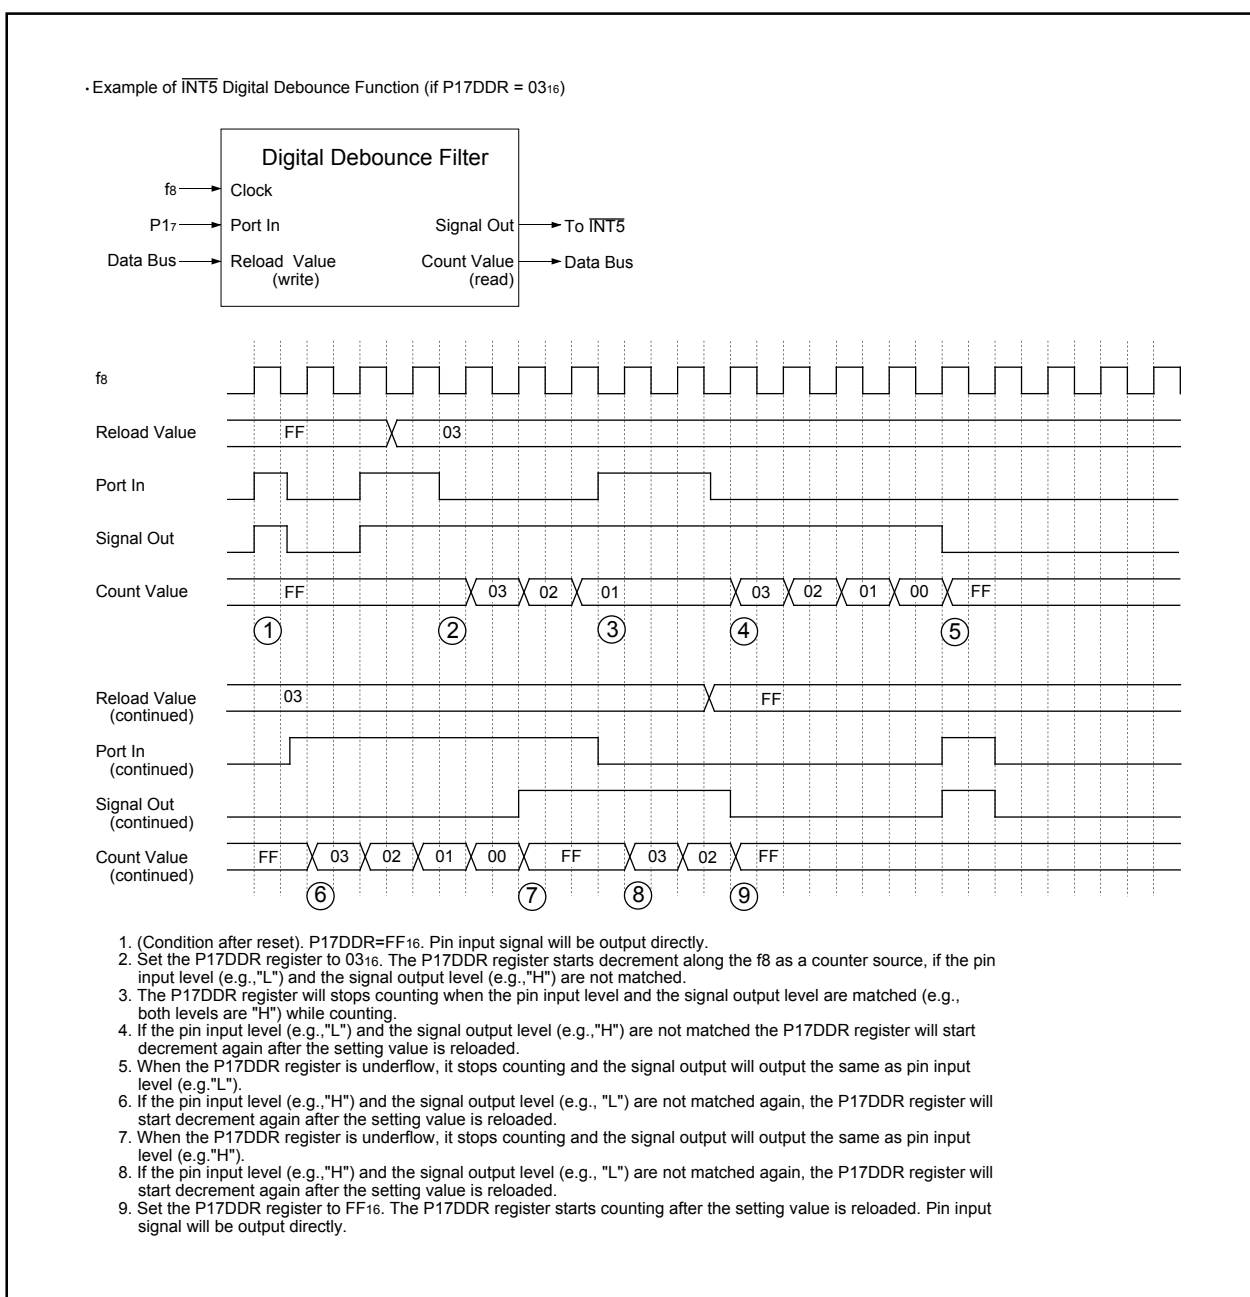 • Example of INT5 Digital Debounce Function (if P17DDR = 0316)
Digital Debounce Filter
f8
Clock
P17
Port In
Signal Out
To INT5
Data Bus
Reload Value
(write)
Count Value
(read)
Data Bus
f8
Reload Value
FF
03
Port In
Signal Out
Count Value
FF
03
02
01
03
02
01
00
FF
1
2
3
4
5
Reload Value
(continued)
03
FF
Port In
(continued)
Signal Out
(continued)
Count Value
(continued)
FF
03
02
01
00
FF
03
02
FF
6
7
8
9
1. (Condition after reset). P17DDR=FF16. Pin input signal will be output directly.
2. Set the P17DDR register to 0316. The P17DDR register starts decrement along the f8 as a counter source, if the pin
input level (e.g.,"L") and the signal output level (e.g.,"H") are not matched.
3. The P17DDR register will stops counting when the pin input level and the signal output level are matched (e.g.,
both levels are "H") while counting.
4. If the pin input level (e.g.,"L") and the signal output level (e.g.,"H") are not matched the P17DDR register will start
decrement again after the setting value is reloaded.
5. When the P17DDR register is underflow, it stops counting and the signal output will output the same as pin input
level (e.g."L").
6. If the pin input level (e.g.,"H") and the signal output level (e.g., "L") are not matched again, the P17DDR register will
start decrement again after the setting value is reloaded.
7. When the P17DDR register is underflow, it stops counting and the signal output will output the same as pin input
level (e.g."H").
8. If the pin input level (e.g.,"H") and the signal output level (e.g., "L") are not matched again, the P17DDR register will
start decrement again after the setting value is reloaded.
9. Set the P17DDR register to FF16. The P17DDR register starts counting after the setting value is reloaded. Pin input
signal will be output directly.